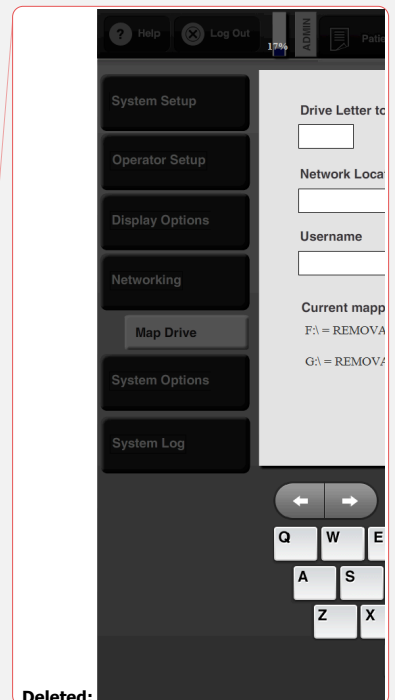 ? Help
Log Out
17%
ADMIN
Patie
System Setup
Operator Setup
Display Options
Networking
Map Drive
System Options
System Log
Drive Letter to
Network Loca
Username
Current mapp
F:\ = REMOVA
G:\ = REMOVA
Q W E
A S
Z X
Deleted: